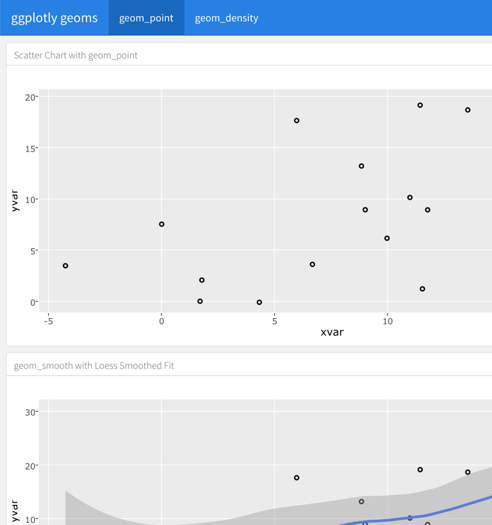 ggplotly geoms geom_point geom_density
Scatter Chart with geom_point
20
15
10
5
0
yvar
-5 0 5 10
xvar
geom_smooth with Loess Smoothed Fit
30
20
10
yvar